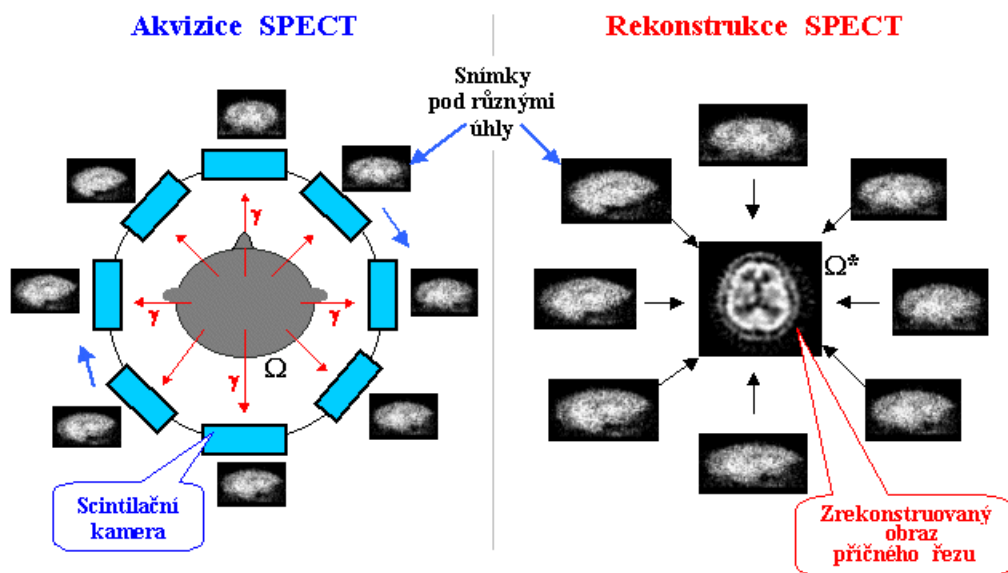 Akvizice SPECT
Rekonstrukce SPECT
Snímky
pod různými
úhly
γ
γ
γ
γ
Ω
Ω*
Scintilační
kamera
Zrekonstruovaný
obraz
příčného řezu